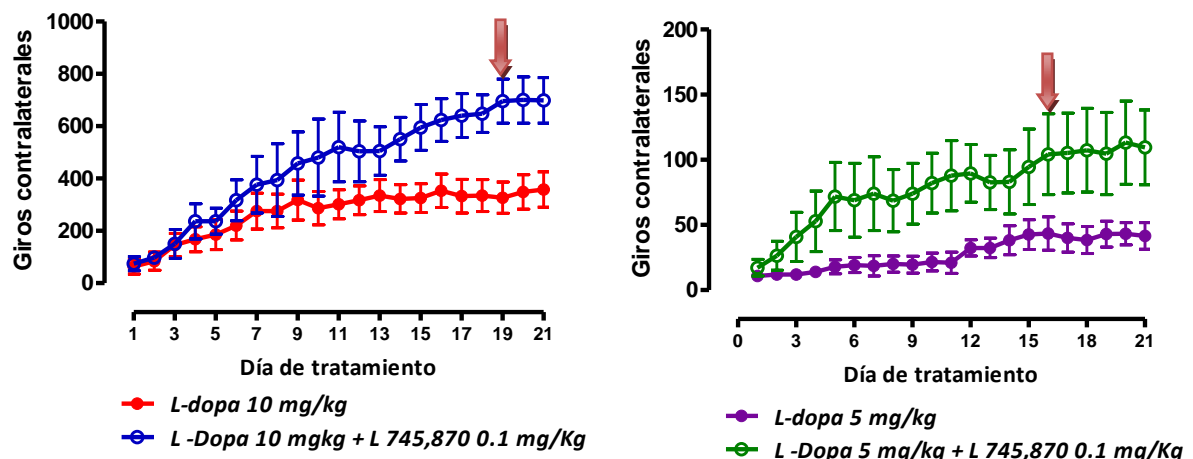 Giros contralaterales
1000
800
600
400
200
0
1 3 5 7 9 11 13 15 17 19 21
Día de tratamiento
L-dopa 10 mg/kg
L -Dopa 10 mgkg + L 745,870 0.1 mg/Kg
Giros contralaterales
200
150
100
50
0
0 3 6 9 12 15 18 21
Día de tratamiento
L-dopa 5 mg/kg
L -Dopa 5 mg/kg + L 745,870 0.1 mg/Kg